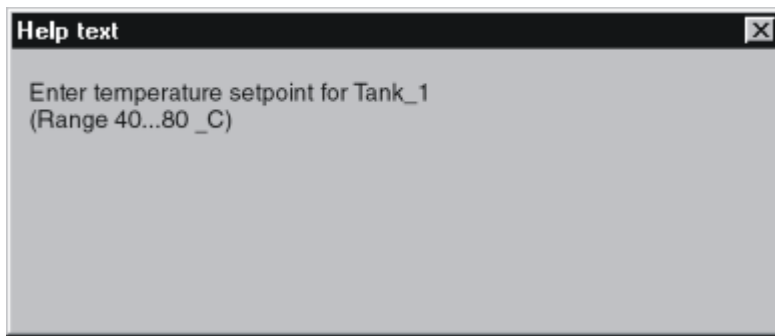 Help text
Enter temperature setpoint for Tank_1
(Range 40...80 _C)